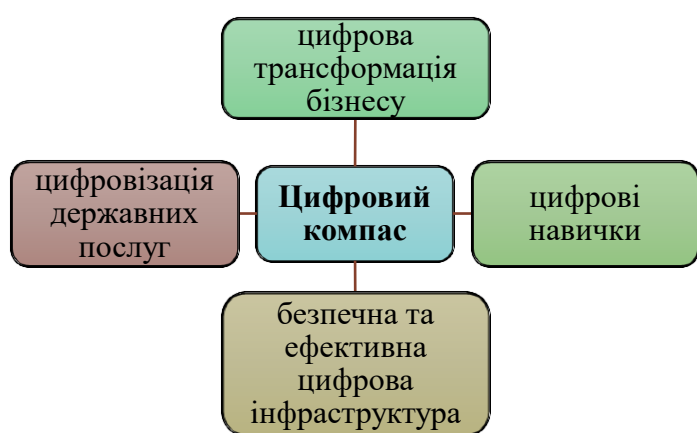 цифрова
трансформація
бізнесу
цифровізація
державних
послуг
Цифровий
компас
цифрові
навички
безпечна та
ефективна
цифрова
інфраструктура